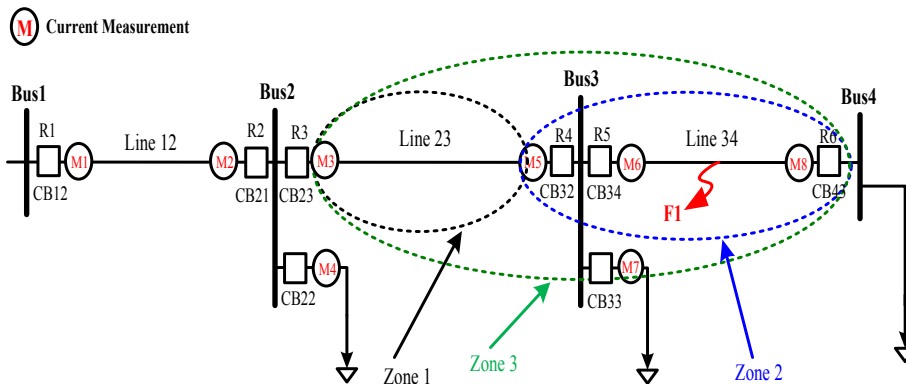 M Current Measurement
Bus1
Bus2
Bus3
Bus4
R1
Line 12
R2
R3
Line 23
R4
R5
Line 34
R6
M1
M2
M3
M5
M6
M8
CB12
CB21
CB23
CB32
CB34
CB43
F1
M4
M7
CB22
CB33
Zone 1
Zone 3
Zone 2